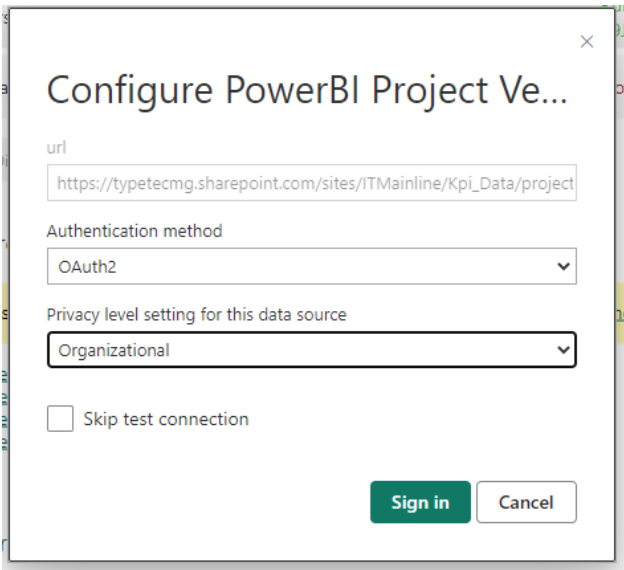 Configure PowerBI Project Ve...
url
https://typetecmg.sharepoint.com/sites/ITMainline/Kpi_Data/project
Authentication method
OAuth2
Privacy level setting for this data source
Organizational
Skip test connection
Sign in Cancel